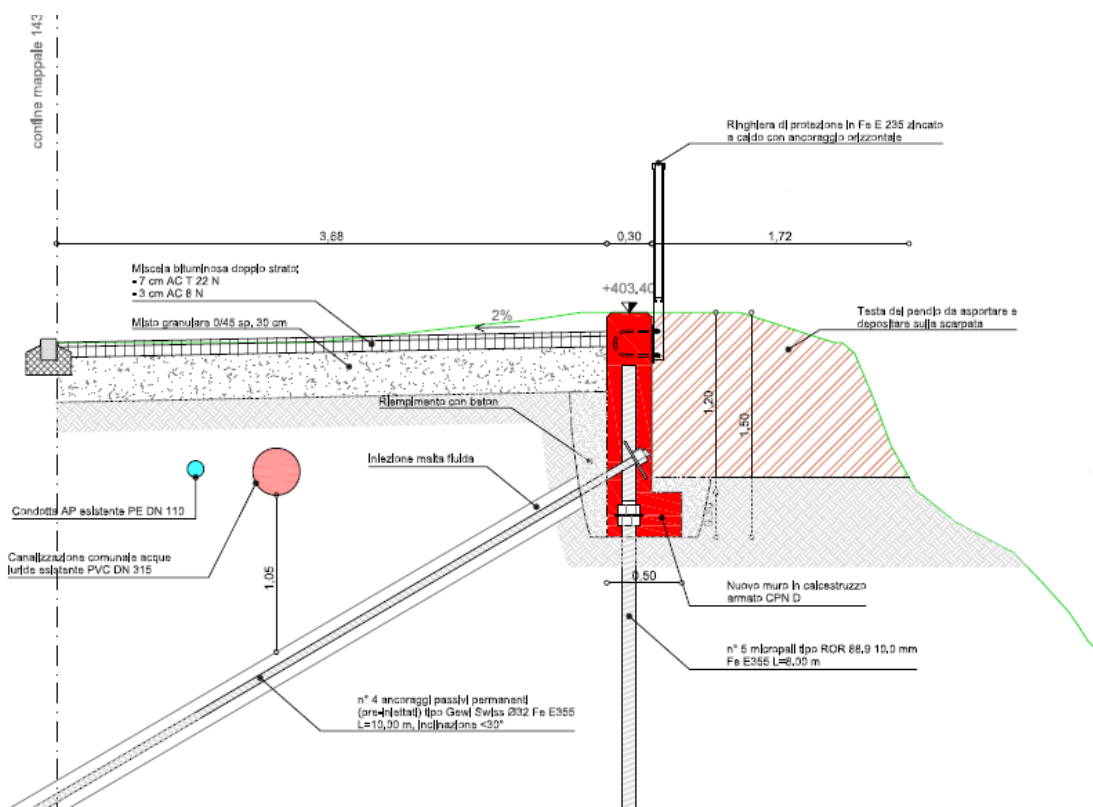 confine mappale 143
Ringhiera di protezione in Fe E 235 zincato
a caldo con ancoraggio orizzontale
3,88
0,30
1,72
Miscela bituminosa doppio strato:
- 7 cm AC T 22 N
- 3 cm AC 8 N
+403.40
2%
Misto granulare 0/45 sp. 30 cm
Testa del pendio da asportare e
depositare sulla scarpata
Riempimento con beton
1,20
1,50
Iniezione malta fluida
Condotta AP esistente PE DN 110
Canalizzazione comunale acque
luride esistente PVC DN 315
1,05
0,50
Nuovo muro in calcestruzzo
armato CPN D
n° 5 micropali tipo ROR 88.9 10.0 mm
Fe E355 L=8.00 m
n° 4 ancoraggi passivi permanenti
(pre-iniettati) tipo Gewi Swiss Ø32 Fe E355
L=10,00 m, inclinazione <30°